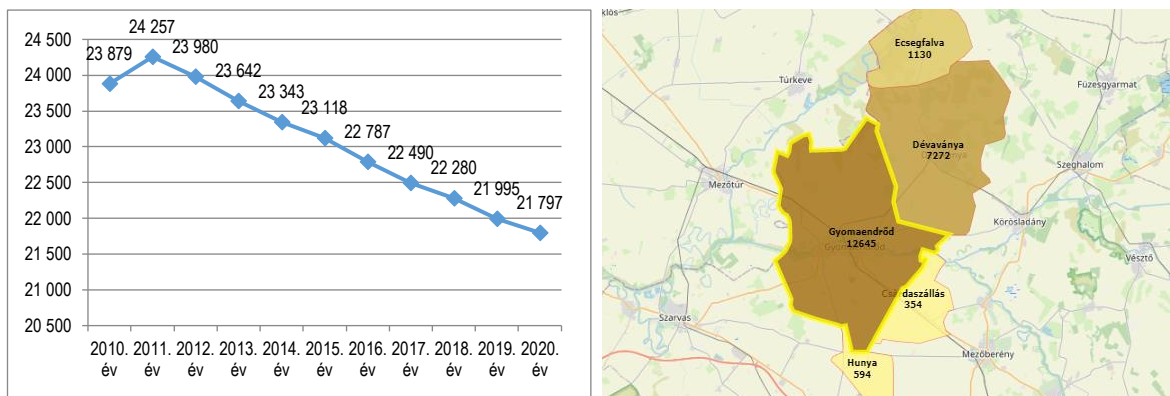 24 500
24 000
23 500
23 000
22 500
22 000
21 500
21 000
20 500
23 879
24 257
23 980
23 642
23 343
23 118
22 787
22 490
22 280
21 995
21 797
2010. 2011. 2012. 2013. 2014. 2015. 2016. 2017. 2018. 2019. 2020.
év év év év év év év év év év év
Ecsegfalva
1130
Túrkeve
Füzesgyarmat
Dévaványa
7272
Szeghalom
Mezőtúr
Körösladány
Gyomaendrőd
12645
Vésztő
Csárdaszállás
354
Szarvas
Mezőberény
Hunya
594